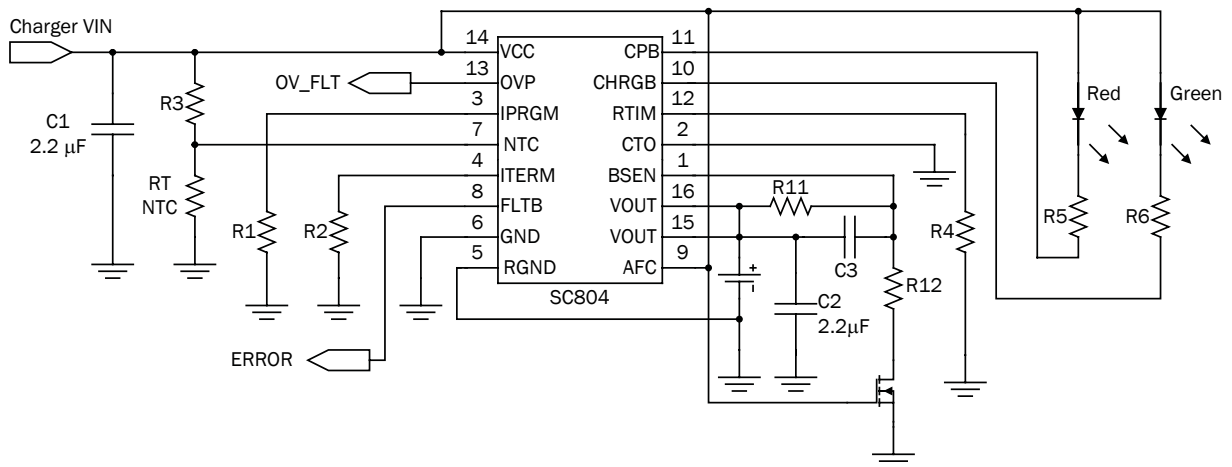 Charger VIN
C1
2.2 μF
R3
RT
NTC
OV_FLT
14
13
3
7
4
8
6
5
VCC
OVP
IPRGM
NTC
ITERM
FLTB
GND
RGND
CPB
CHRGB
RTIM
CTO
BSEN
VOUT
VOUT
AFC
11
10
12
2
1
16
15
9
SC804
R1
R2
ERROR
R11
C3
R12
C2
2.2μF
+
R4
Red
Green
R5
R6